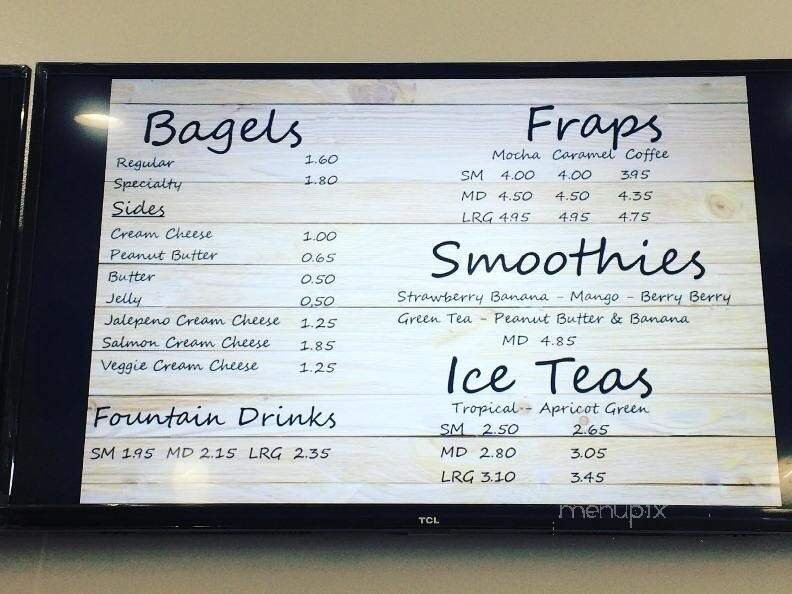 Bagels
Regular 1.60
Specialty 1.80
Sides
Cream Cheese 1.00
Peanut Butter 0.65
Butter 0.50
Jelly 0.50
Jalepeno Cream Cheese 1.25
Salmon Cream Cheese 1.85
Veggie Cream Cheese 1.25
Fountain Drinks
SM 1.95 MD 2.15 LRG 2.35
Fraps
Mocha Caramel Coffee
SM 4.00 4.00 3.95
MD 4.50 4.50 4.35
LRG 4.95 4.95 4.75
Smoothies
Strawberry Banana - Mango - Berry Berry
Green Tea - Peanut Butter & Banana
MD 4.85
Ice Teas
Tropical - Apricot Green
SM 2.50 2.65
MD 2.80 3.05
LRG 3.10 3.45
TCL
menupix